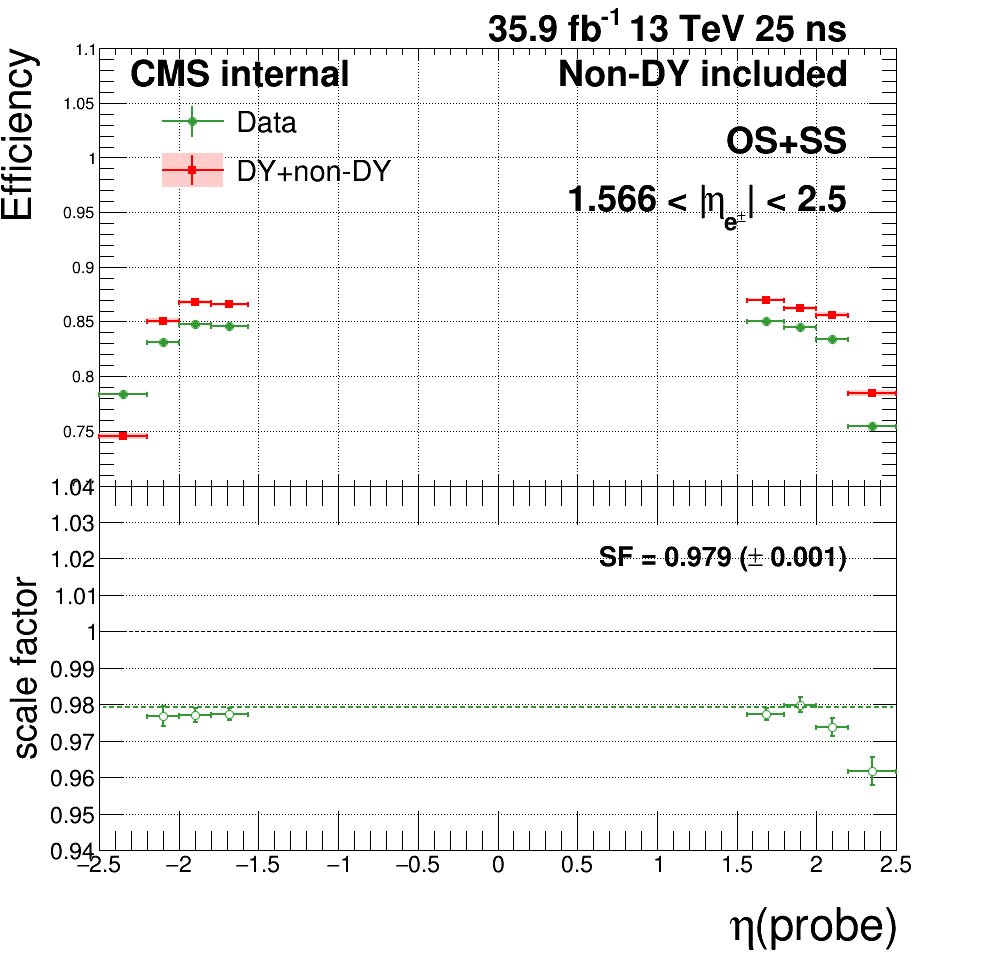 35.9 fb⁻¹ 13 TeV 25 ns
CMS internal
Non-DY included
Data
OS+SS
DY+non-DY
1.566 < |ηe±| < 2.5
Efficiency
1.1
1.05
1
0.95
0.9
0.85
0.8
0.75
1.04
1.03
1.02
1.01
1
0.99
0.98
0.97
0.96
0.95
0.94
SF = 0.979 (± 0.001)
scale factor
−2.5 −2 −1.5 −1 −0.5 0 0.5 1 1.5 2 2.5
η(probe)